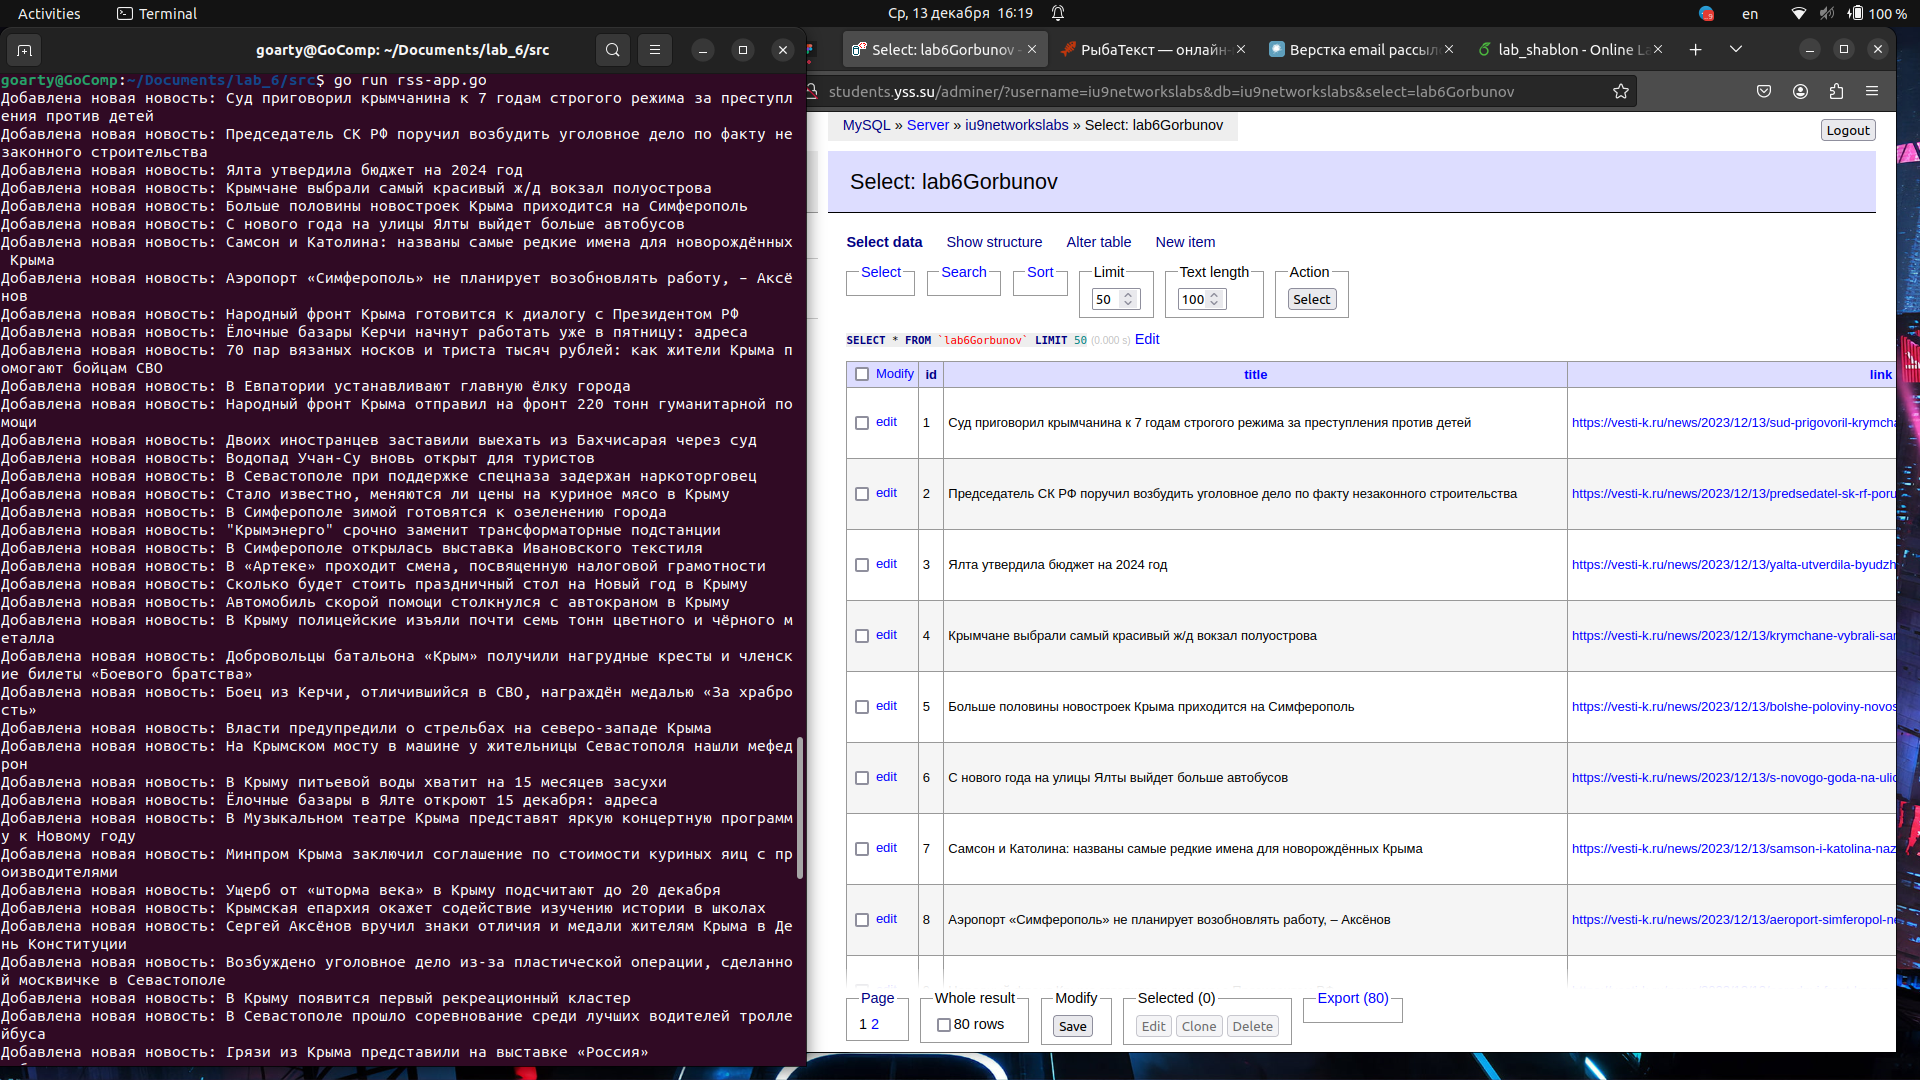 Activities
Terminal
Ср, 13 декабря 16:19
en
100 %
goarty@GoComp: ~/Documents/lab_6/src
goarty@GoComp:~/Documents/lab_6/src$ go run rss-app.go
Добавлена новая новость: Суд приговорил крымчанина к 7 годам строгого режима за преступл
ения против детей
Добавлена новая новость: Председатель СК РФ поручил возбудить уголовное дело по факту не
законного строительства
Добавлена новая новость: Ялта утвердила бюджет на 2024 год
Добавлена новая новость: Крымчане выбрали самый красивый ж/д вокзал полуострова
Добавлена новая новость: Больше половины новостроек Крыма приходится на Симферополь
Добавлена новая новость: С нового года на улицы Ялты выйдет больше автобусов
Добавлена новая новость: Самсон и Католина: названы самые редкие имена для новорождённых
Крыма
Добавлена новая новость: Аэропорт «Симферополь» не планирует возобновлять работу, – Аксё
нов
Добавлена новая новость: Народный фронт Крыма готовится к диалогу с Президентом РФ
Добавлена новая новость: Ёлочные базары Керчи начнут работать уже в пятницу: адреса
Добавлена новая новость: 70 пар вязаных носков и триста тысяч рублей: как жители Крыма п
омогают бойцам СВО
Добавлена новая новость: В Евпатории устанавливают главную ёлку города
Добавлена новая новость: Народный фронт Крыма отправил на фронт 220 тонн гуманитарной по
мощи
Добавлена новая новость: Двоих иностранцев заставили выехать из Бахчисарая через суд
Добавлена новая новость: Водопад Учан-Су вновь открыт для туристов
Добавлена новая новость: В Севастополе при поддержке спецназа задержан наркоторговец
Добавлена новая новость: Стало известно, меняются ли цены на куриное мясо в Крыму
Добавлена новая новость: В Симферополе зимой готовятся к озеленению города
Добавлена новая новость: "Крымэнерго" срочно заменит трансформаторные подстанции
Добавлена новая новость: В Симферополе открылась выставка Ивановского текстиля
Добавлена новая новость: В «Артеке» проходит смена, посвященную налоговой грамотности
Добавлена новая новость: Сколько будет стоить праздничный стол на Новый год в Крыму
Добавлена новая новость: Автомобиль скорой помощи столкнулся с автокраном в Крыму
Добавлена новая новость: В Крыму полицейские изъяли почти семь тонн цветного и чёрного м
еталла
Добавлена новая новость: Добровольцы батальона «Крым» получили нагрудные кресты и членск
ие билеты «Боевого братства»
Добавлена новая новость: Боец из Керчи, отличившийся в СВО, награждён медалью «За храбро
сть»
Добавлена новая новость: Власти предупредили о стрельбах на северо-западе Крыма
Добавлена новая новость: На Крымском мосту в машине у жительницы Севастополя нашли мефед
рон
Добавлена новая новость: В Крыму питьевой воды хватит на 15 месяцев засухи
Добавлена новая новость: Ёлочные базары в Ялте откроют 15 декабря: адреса
Добавлена новая новость: В Музыкальном театре Крыма представят яркую концертную программ
у к Новому году
Добавлена новая новость: Минпром Крыма заключил соглашение по стоимости куриных яиц с пр
оизводителями
Добавлена новая новость: Ущерб от «шторма века» в Крыму подсчитают до 20 декабря
Добавлена новая новость: Крымская епархия окажет содействие изучению истории в школах
Добавлена новая новость: Сергей Аксёнов вручил знаки отличия и медали жителям Крыма в Де
нь Конституции
Добавлена новая новость: Возбуждено уголовное дело из-за пластической операции, сделанно
й москвичке в Севастополе
Добавлена новая новость: В Крыму появится первый рекреационный кластер
Добавлена новая новость: В Севастополе прошло соревнование среди лучших водителей тролле
йбуса
Добавлена новая новость: Грязи из Крыма представили на выставке «Россия»
Select: lab6Gorbunov -
РыбаТекст — онлайн-
Верстка email рассыл
lab_shablon - Online La
students.yss.su/adminer/?username=iu9networkslabs&db=iu9networkslabs&select=lab6Gorbunov
MySQL » Server » iu9networkslabs » Select: lab6Gorbunov
Logout
Select: lab6Gorbunov
Select data Show structure Alter table New item
Select Search Sort Limit Text length Action
50 100 Select
SELECT * FROM `lab6Gorbunov` LIMIT 50 (0.000 s) Edit
Modify id title link
edit 1 Суд приговорил крымчанина к 7 годам строгого режима за преступления против детей https://vesti-k.ru/news/2023/12/13/sud-prigovoril-krymcha
edit 2 Председатель СК РФ поручил возбудить уголовное дело по факту незаконного строительства https://vesti-k.ru/news/2023/12/13/predsedatel-sk-rf-poru
edit 3 Ялта утвердила бюджет на 2024 год https://vesti-k.ru/news/2023/12/13/yalta-utverdila-byudzh
edit 4 Крымчане выбрали самый красивый ж/д вокзал полуострова https://vesti-k.ru/news/2023/12/13/krymchane-vybrali-sam
edit 5 Больше половины новостроек Крыма приходится на Симферополь https://vesti-k.ru/news/2023/12/13/bolshe-poloviny-novos
edit 6 С нового года на улицы Ялты выйдет больше автобусов https://vesti-k.ru/news/2023/12/13/s-novogo-goda-na-ulic
edit 7 Самсон и Католина: названы самые редкие имена для новорождённых Крыма https://vesti-k.ru/news/2023/12/13/samson-i-katolina-naz
edit 8 Аэропорт «Симферополь» не планирует возобновлять работу, – Аксёнов https://vesti-k.ru/news/2023/12/13/aeroport-simferopol-ne
Page Whole result Modify Selected (0) Export (80)
1 2 80 rows Save Edit Clone Delete